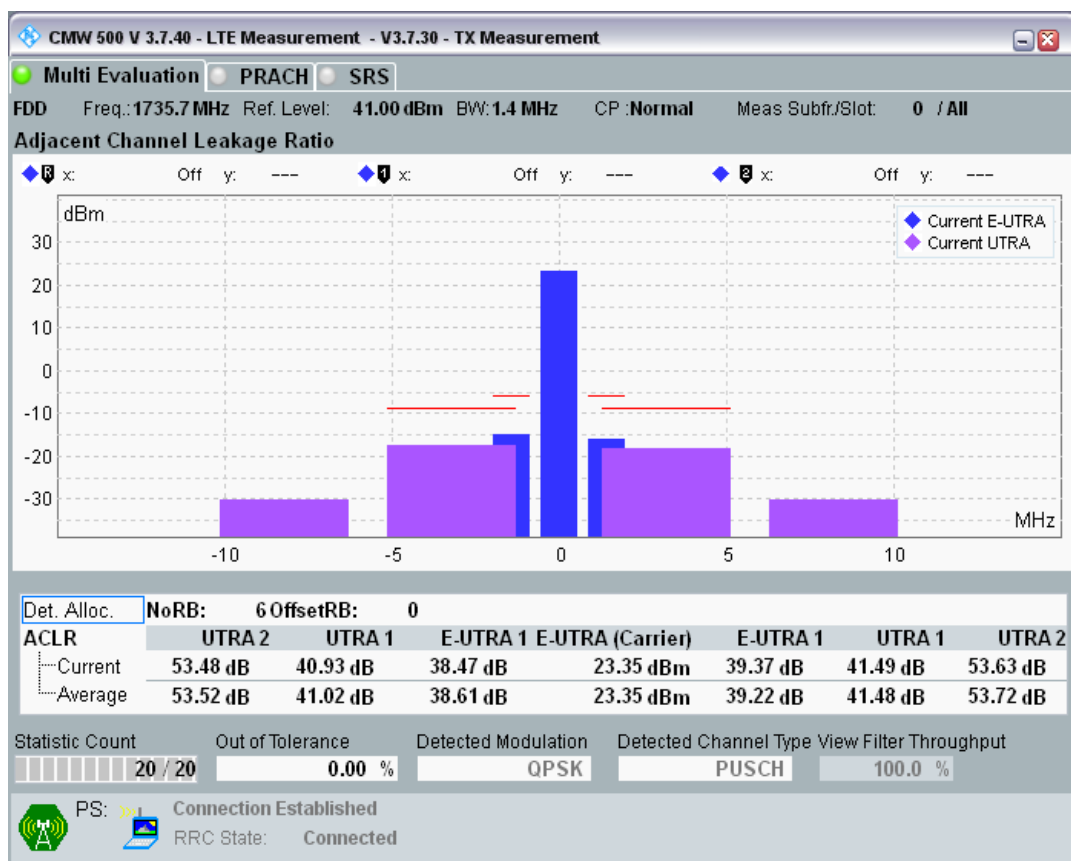 CMW 500 V 3.7.40 - LTE Measurement - V3.7.30 - TX Measurement
Multi Evaluation PRACH SRS
FDD Freq.: 1735.7 MHz Ref. Level: 41.00 dBm BW: 1.4 MHz CP : Normal Meas Subfr./Slot: 0 / All
Adjacent Channel Leakage Ratio
R x: Off y: --- 1 x: Off y: --- 2 x: Off y: ---
dBm
Current E-UTRA
Current UTRA
30
20
10
0
-10
-20
-30
MHz
-10 -5 0 5 10
Det. Alloc. NoRB: 6 OffsetRB: 0
ACLR UTRA 2 UTRA 1 E-UTRA 1 E-UTRA (Carrier) E-UTRA 1 UTRA 1 UTRA 2
Current 53.48 dB 40.93 dB 38.47 dB 23.35 dBm 39.37 dB 41.49 dB 53.63 dB
Average 53.52 dB 41.02 dB 38.61 dB 23.35 dBm 39.22 dB 41.48 dB 53.72 dB
Statistic Count Out of Tolerance Detected Modulation Detected Channel Type View Filter Throughput
20 / 20 0.00 % QPSK PUSCH 100.0 %
PS: Connection Established
RRC State: Connected